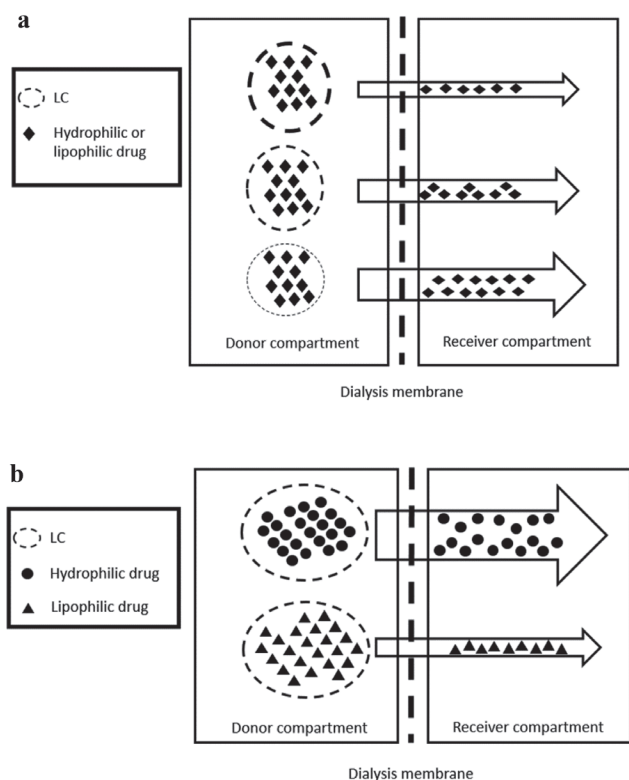 a
LC
Hydrophilic or
lipophilic drug
Donor compartment
Receiver compartment
Dialysis membrane
b
LC
Hydrophilic drug
Lipophilic drug
Donor compartment
Receiver compartment
Dialysis membrane